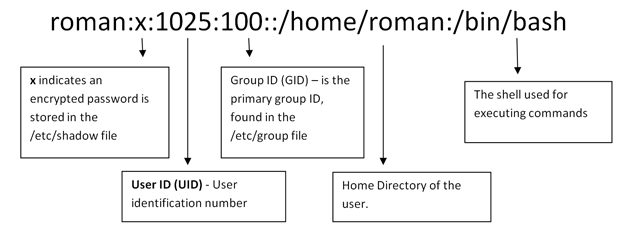 roman:x:1025:100::/home/roman:/bin/bash
x indicates an
encrypted password is
stored in the
/etc/shadow file
Group ID (GID) – is the
primary group ID,
found in the
/etc/group file
The shell used for
executing commands
User ID (UID) - User
identification number
Home Directory of the
user.